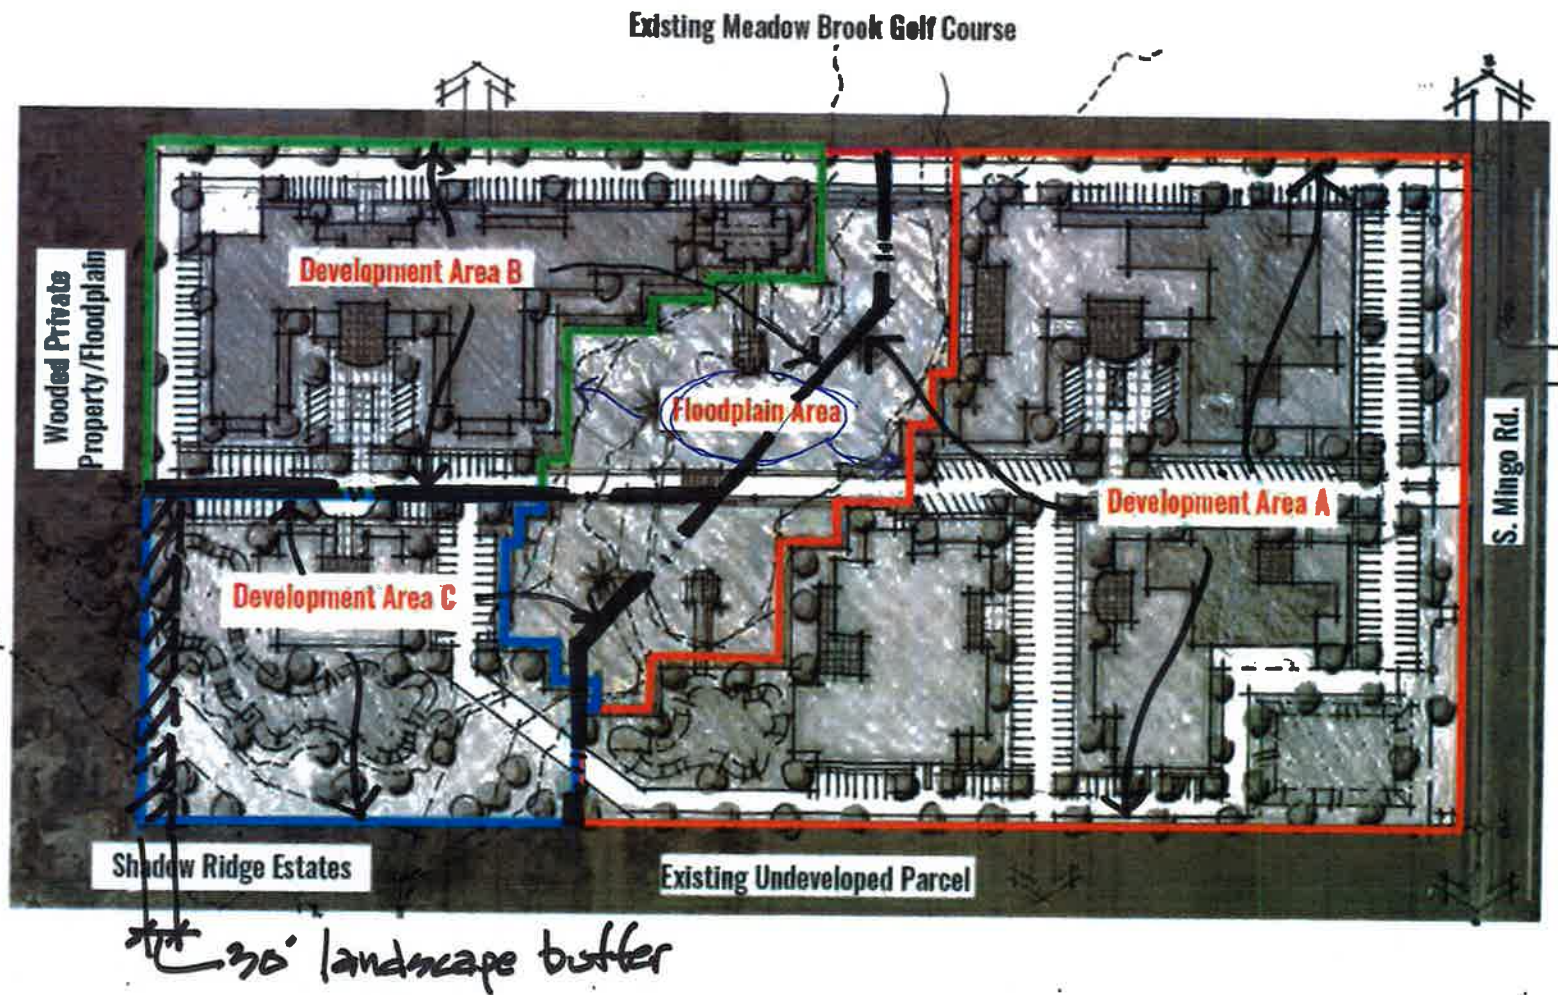 Existing Meadow Brook Golf Course
Development Area B
Wooded Private
Property/Floodplain
Floodplain Area
Development Area A
S. Mingo Rd.
Development Area C
Shadow Ridge Estates
Existing Undeveloped Parcel
30' landscape buffer